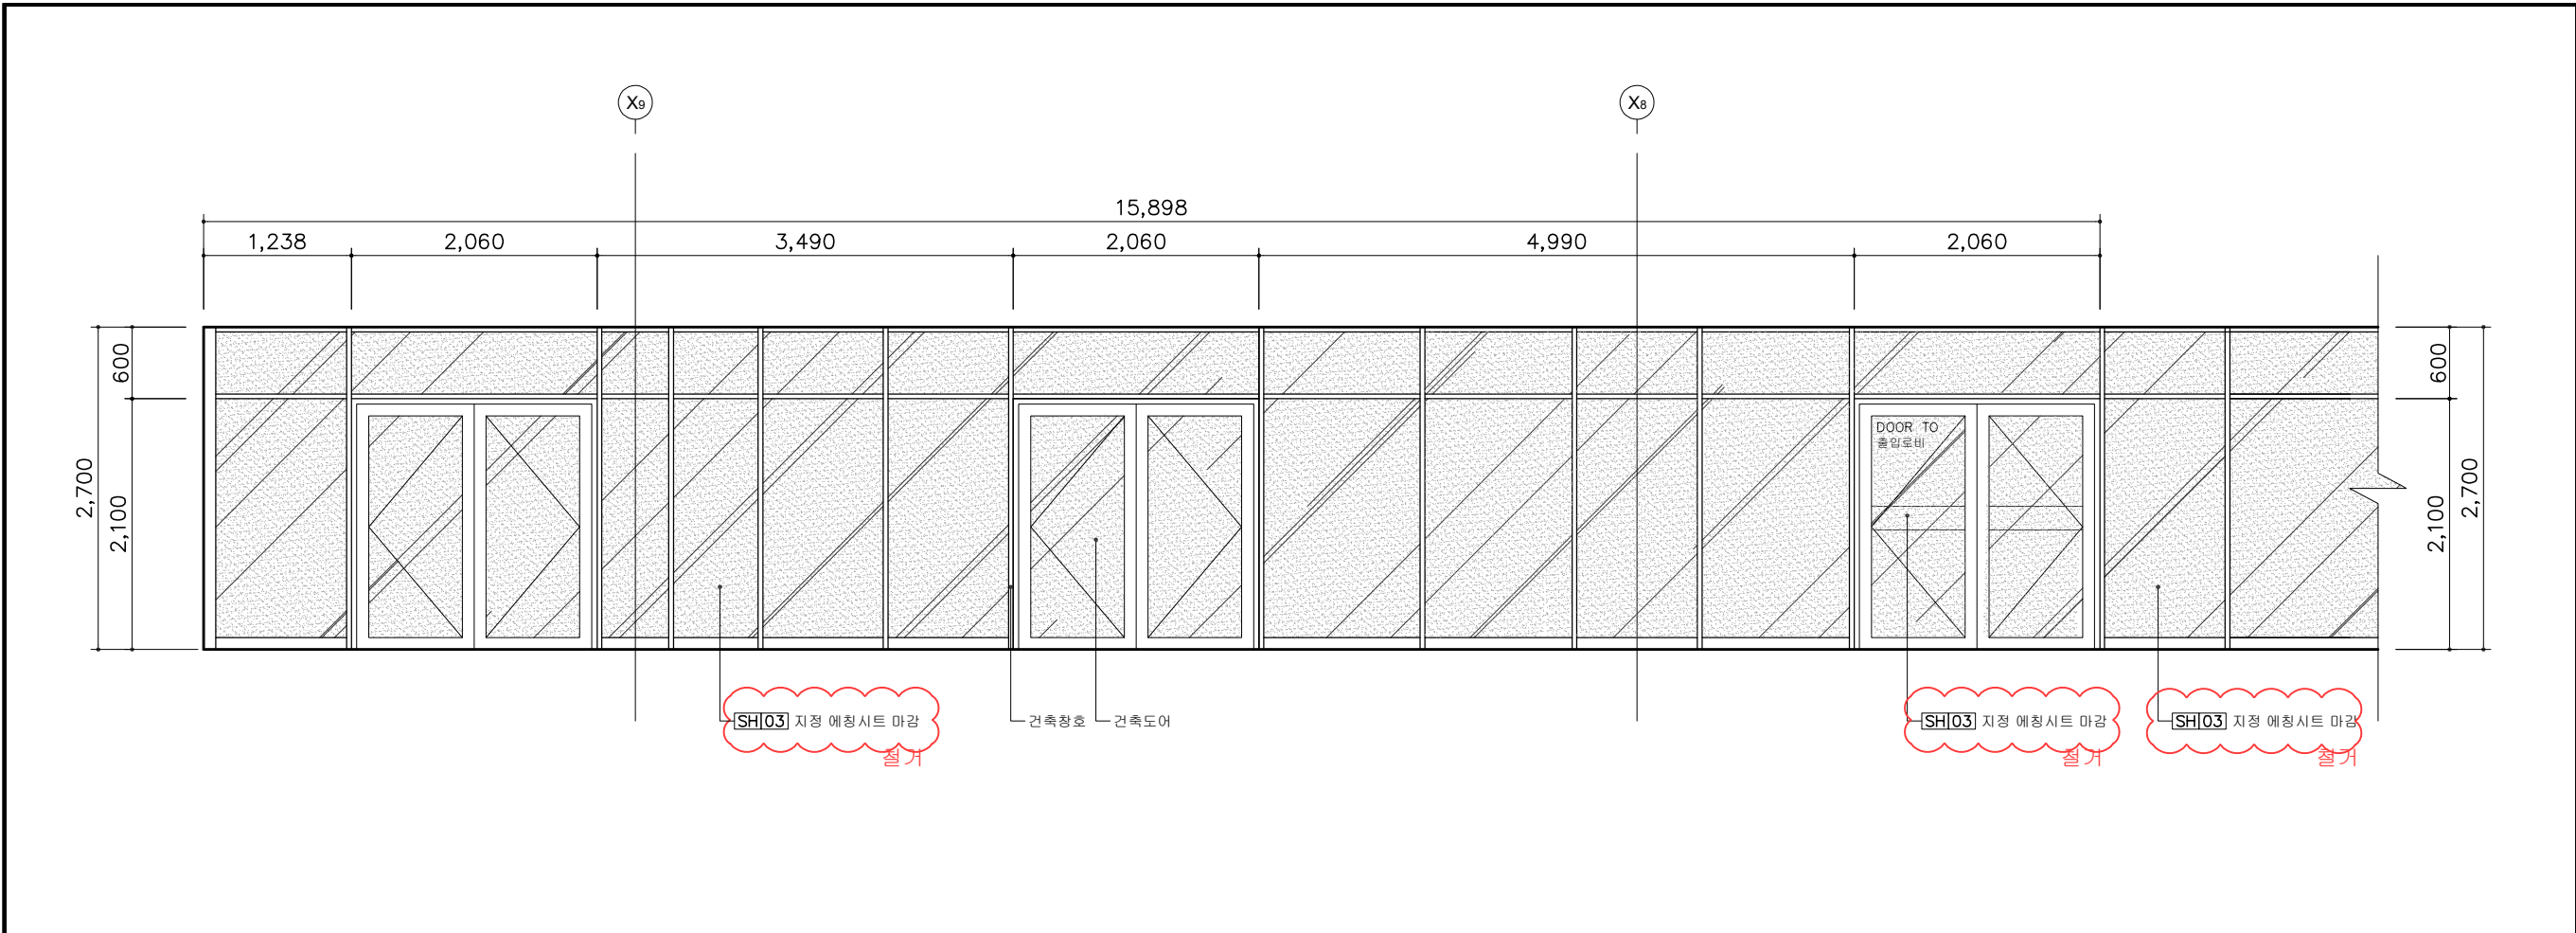 X9
X8
15,898
1,238
2,060
3,490
2,060
4,990
2,060
600
2,100
2,700
600
2,100
2,700
DOOR TO
출입로비
SH 03 지정 에칭시트 마감
철거
건축창호
건축도어
SH 03 지정 에칭시트 마감
철거
SH 03 지정 에칭시트 마감
철거